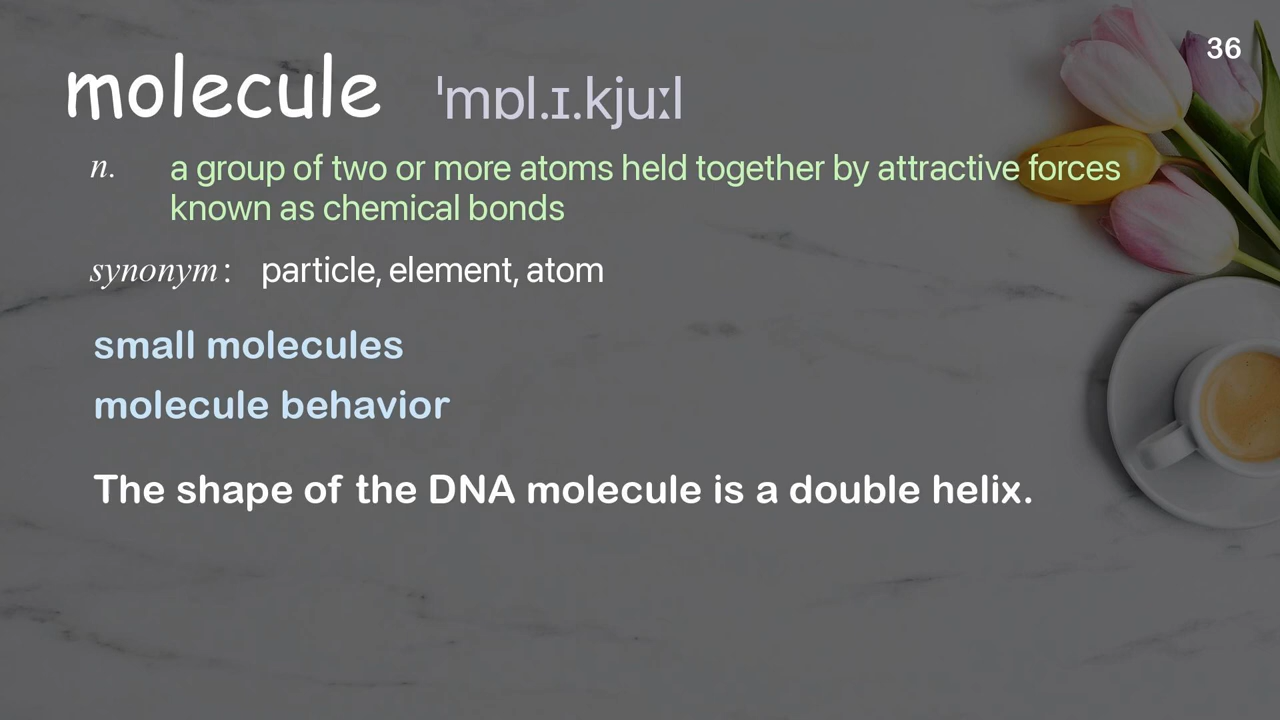 36
molecule ˈmɒl.ɪ.kjuːl
n. a group of two or more atoms held together by attractive forces
known as chemical bonds
synonym: particle, element, atom
small molecules
molecule behavior
The shape of the DNA molecule is a double helix.